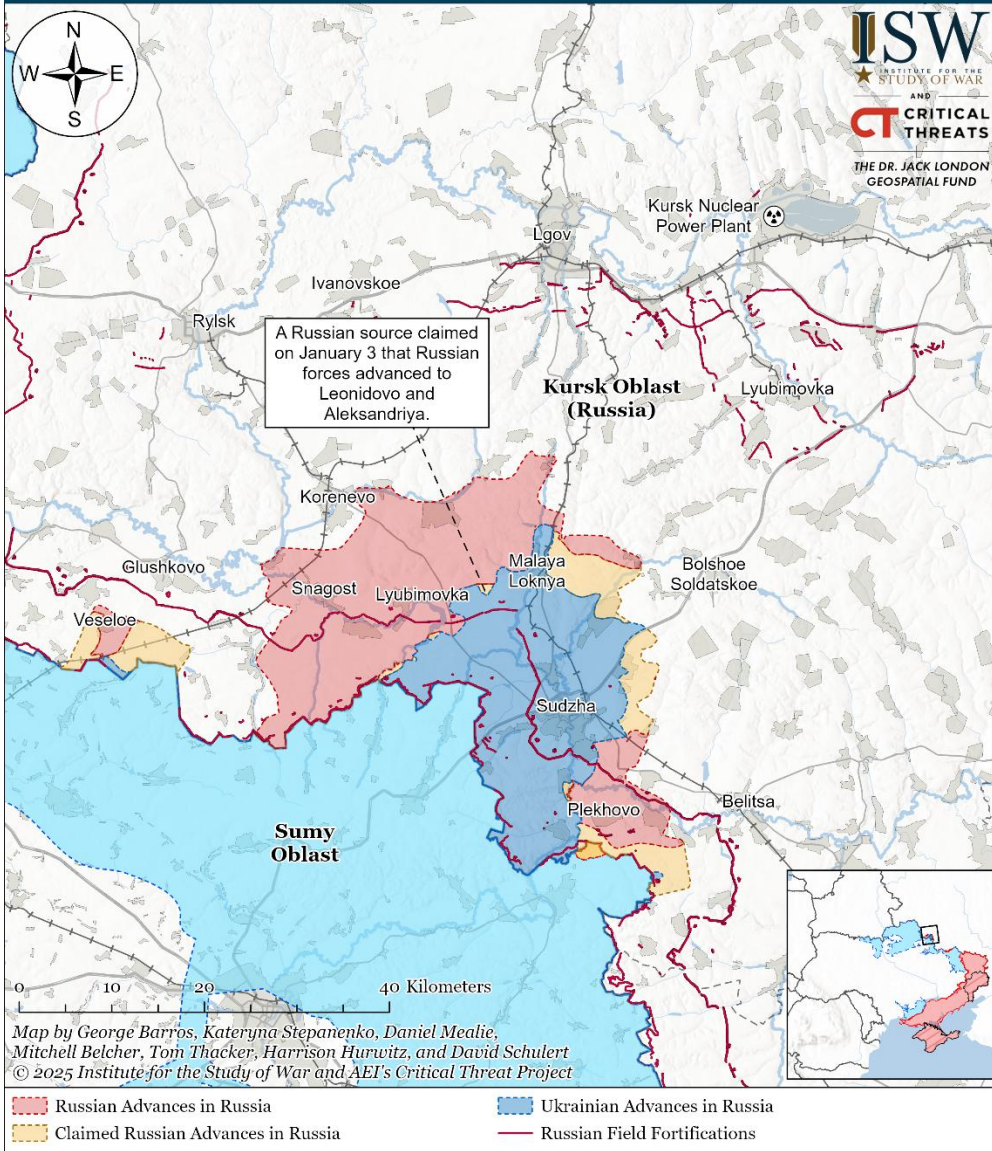 N
W E
S
ISW
INSTITUTE FOR THE
STUDY OF WAR
AND
CT CRITICAL
THREATS
THE DR. JACK LONDON
GEOSPATIAL FUND
Kursk Nuclear
Power Plant
Lgov
Ivanovskoe
Rylsk
A Russian source claimed
on January 3 that Russian
forces advanced to
Leonidovo and
Aleksandriya.
Kursk Oblast
(Russia)
Lyubimovka
Korenevo
Glushkovo
Snagost
Lyubimovka
Malaya
Loknya
Bolshoe
Soldatskoe
Veseloe
Sudzha
Plekhovo
Belitsa
Sumy
Oblast
0 20 40 Kilometers
Map by George Barros, Kateryna Stepanenko, Daniel Mealie,
Mitchell Belcher, Tom Thacker, Harrison Hurwitz, and David Schulert
© 2025 Institute for the Study of War and AEI's Critical Threat Project
Russian Advances in Russia
Ukrainian Advances in Russia
Claimed Russian Advances in Russia
Russian Field Fortifications